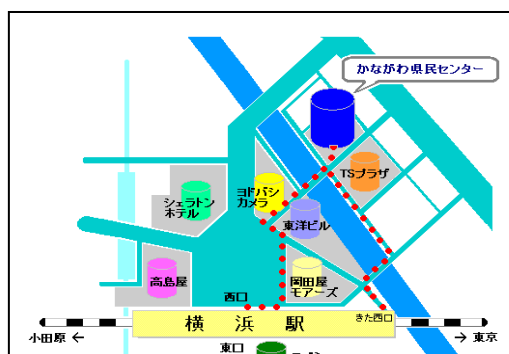 かながわ県民センター
TSプラザ
ヨドバシ
カメラ
シェラトン
ホテル
東洋ビル
高島屋
岡田屋
モアーズ
西口
きた西口
横浜駅
小田原 ←
→ 東京
東口